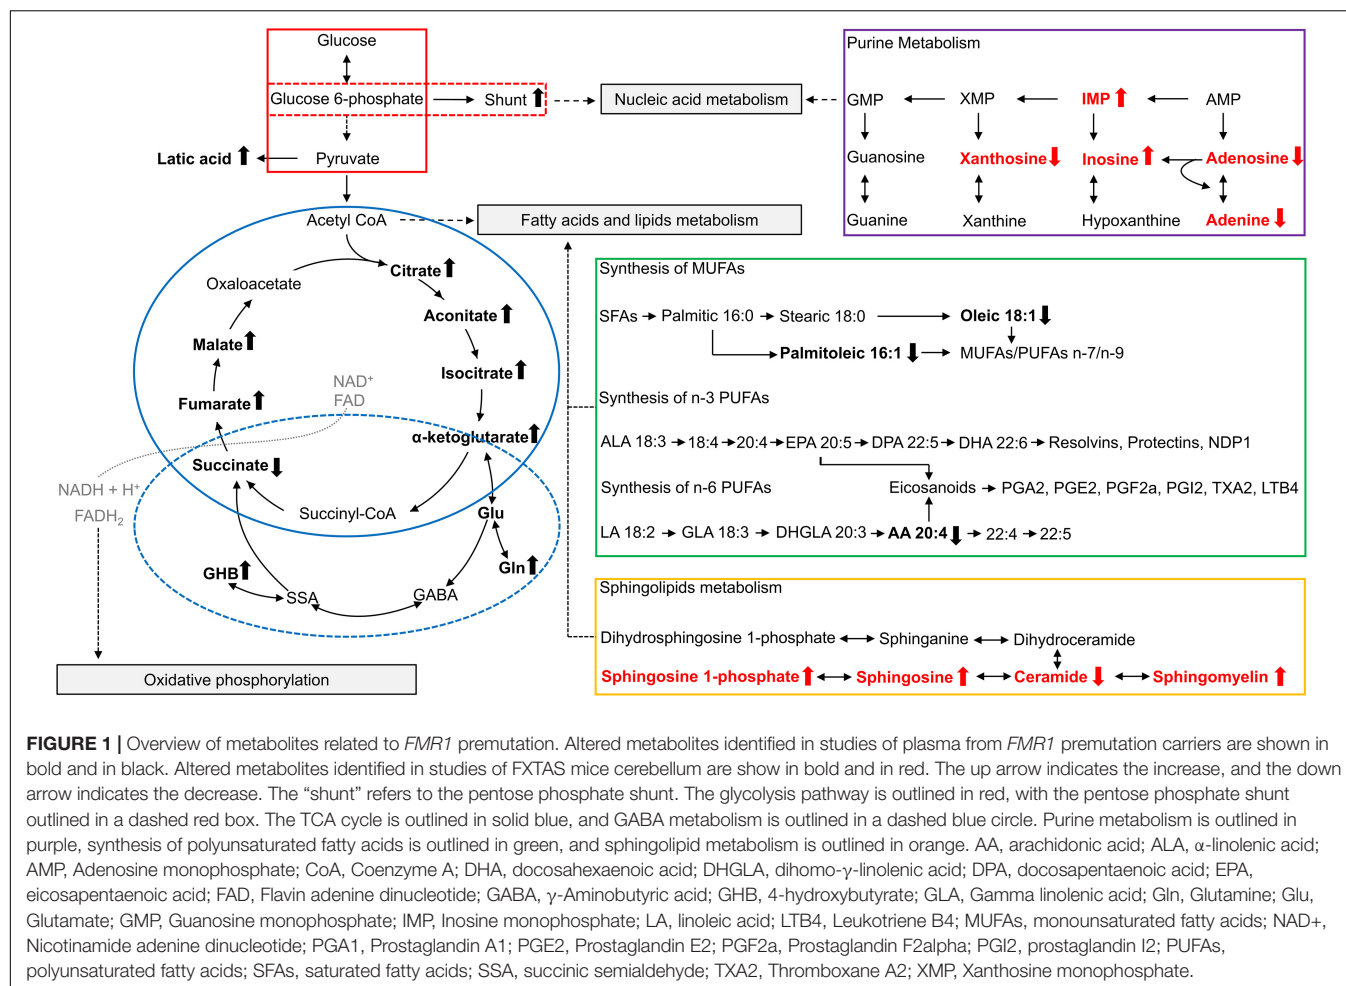 Glucose
Glucose 6-phosphate
Shunt
Nucleic acid metabolism
Latic acid
Pyruvate
Acetyl CoA
Fatty acids and lipids metabolism
Citrate
Oxaloacetate
Aconitate
Malate
Isocitrate
NAD+
FAD
Fumarate
α-ketoglutarate
Succinate
NADH + H+
FADH2
Succinyl-CoA
Glu
Gln
GHB
SSA
GABA
Oxidative phosphorylation
Purine Metabolism
GMP XMP IMP AMP
Guanosine Xanthosine Inosine Adenosine
Guanine Xanthine Hypoxanthine Adenine
Synthesis of MUFAs
SFAs Palmitic 16:0 Stearic 18:0 Oleic 18:1
Palmitoleic 16:1 MUFAs/PUFAs n-7/n-9
Synthesis of n-3 PUFAs
ALA 18:3 18:4 20:4 EPA 20:5 DPA 22:5 DHA 22:6 Resolvins, Protectins, NDP1
Synthesis of n-6 PUFAs
Eicosanoids PGA2, PGE2, PGF2a, PGI2, TXA2, LTB4
LA 18:2 GLA 18:3 DHGLA 20:3 AA 20:4 22:4 22:5
Sphingolipids metabolism
Dihydrosphingosine 1-phosphate Sphinganine Dihydroceramide
Sphingosine 1-phosphate Sphingosine Ceramide Sphingomyelin
FIGURE 1 | Overview of metabolites related to FMR1 premutation. Altered metabolites identified in studies of plasma from FMR1 premutation carriers are shown in
bold and in black. Altered metabolites identified in studies of FXTAS mice cerebellum are show in bold and in red. The up arrow indicates the increase, and the down
arrow indicates the decrease. The “shunt” refers to the pentose phosphate shunt. The glycolysis pathway is outlined in red, with the pentose phosphate shunt
outlined in a dashed red box. The TCA cycle is outlined in solid blue, and GABA metabolism is outlined in a dashed blue circle. Purine metabolism is outlined in
purple, synthesis of polyunsaturated fatty acids is outlined in green, and sphingolipid metabolism is outlined in orange. AA, arachidonic acid; ALA, α-linolenic acid;
AMP, Adenosine monophosphate; CoA, Coenzyme A; DHA, docosahexaenoic acid; DHGLA, dihomo-γ-linolenic acid; DPA, docosapentaenoic acid; EPA,
eicosapentaenoic acid; FAD, Flavin adenine dinucleotide; GABA, γ-Aminobutyric acid; GHB, 4-hydroxybutyrate; GLA, Gamma linolenic acid; Gln, Glutamine; Glu,
Glutamate; GMP, Guanosine monophosphate; IMP, Inosine monophosphate; LA, linoleic acid; LTB4, Leukotriene B4; MUFAs, monounsaturated fatty acids; NAD+,
Nicotinamide adenine dinucleotide; PGA1, Prostaglandin A1; PGE2, Prostaglandin E2; PGF2a, Prostaglandin F2alpha; PGI2, prostaglandin I2; PUFAs,
polyunsaturated fatty acids; SFAs, saturated fatty acids; SSA, succinic semialdehyde; TXA2, Thromboxane A2; XMP, Xanthosine monophosphate.